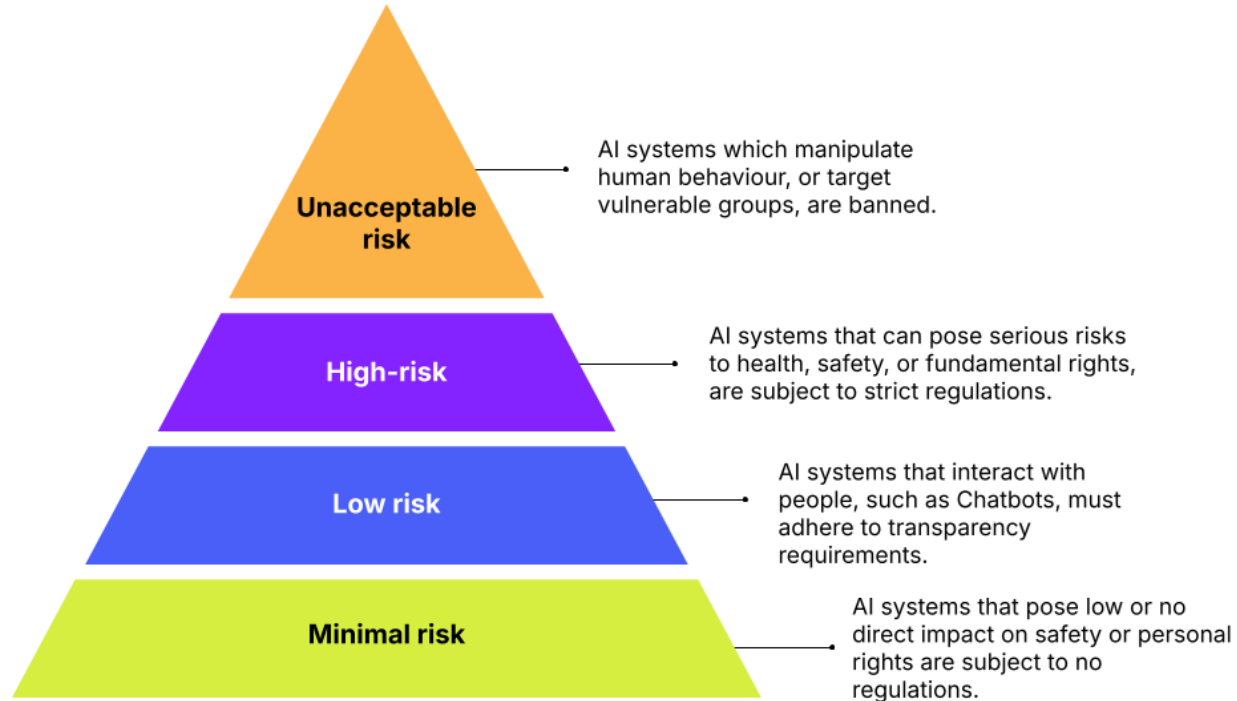 AI systems which manipulate
human behaviour, or target
vulnerable groups, are banned.
Unacceptable
risk
AI systems that can pose serious risks
to health, safety, or fundamental rights,
are subject to strict regulations.
High-risk
AI systems that interact with
people, such as Chatbots, must
adhere to transparency
requirements.
Low risk
AI systems that pose low or no
direct impact on safety or personal
rights are subject to no
regulations.
Minimal risk